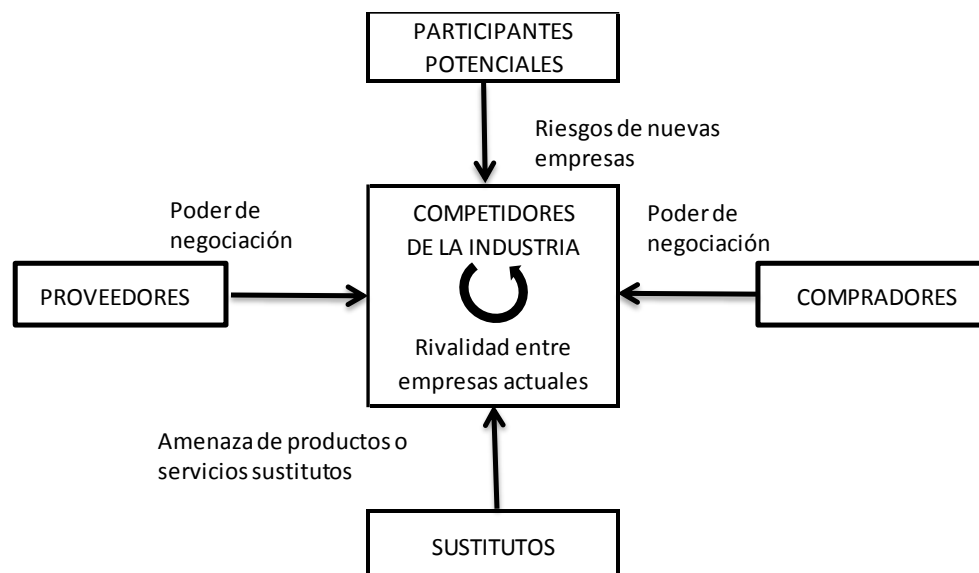 PARTICIPANTES
POTENCIALES
Riesgos de nuevas
empresas
Poder de
negociación
COMPETIDORES
DE LA INDUSTRIA
Poder de
negociación
PROVEEDORES
COMPRADORES
Rivalidad entre
empresas actuales
Amenaza de productos o
servicios sustitutos
SUSTITUTOS